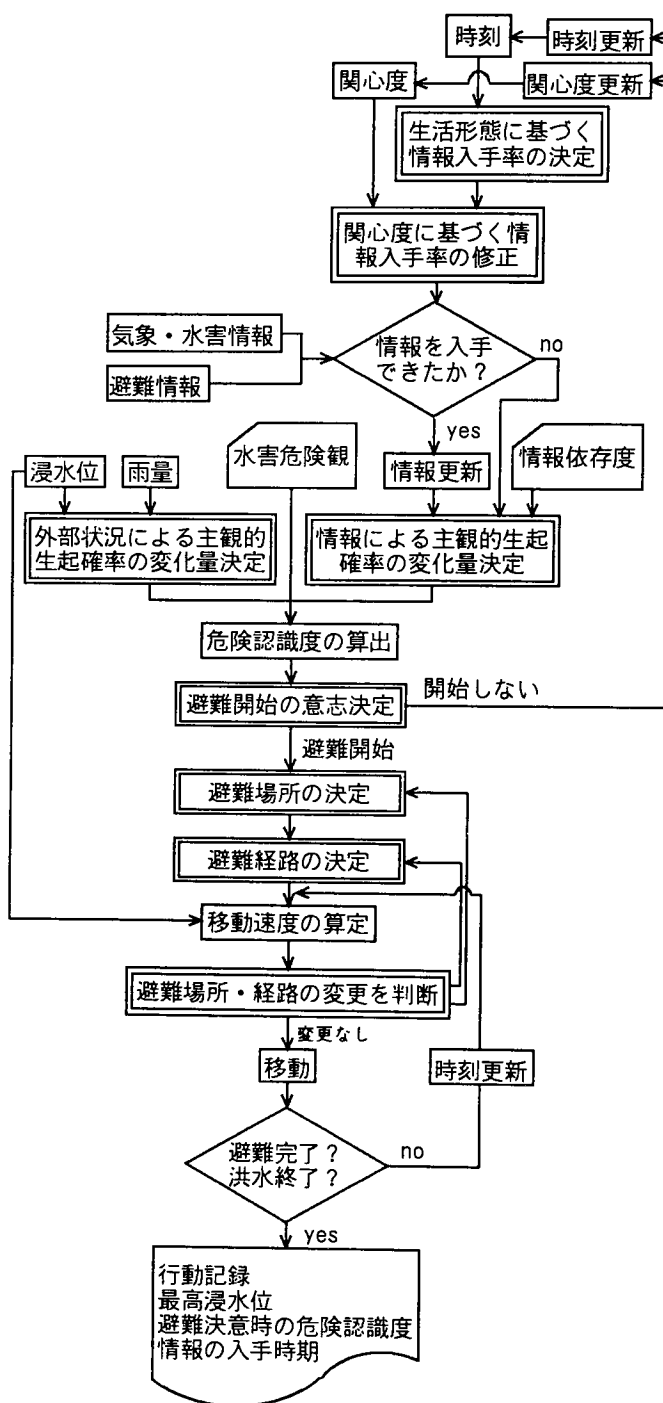 時刻
時刻更新
関心度
関心度更新
生活形態に基づく
情報入手率の決定
関心度に基づく情
報入手率の修正
気象・水害情報
避難情報
情報を入手
できたか？
no
yes
水害危険観
情報更新
情報依存度
浸水位
雨量
外部状況による主観的
生起確率の変化量決定
情報による主観的生起
確率の変化量決定
危険認識度の算出
避難開始の意志決定
開始しない
避難開始
避難場所の決定
避難経路の決定
移動速度の算定
避難場所・経路の変更を判断
変更なし
移動
時刻更新
避難完了？
洪水終了？
no
yes
行動記録
最高浸水位
避難決意時の危険認識度
情報の入手時期